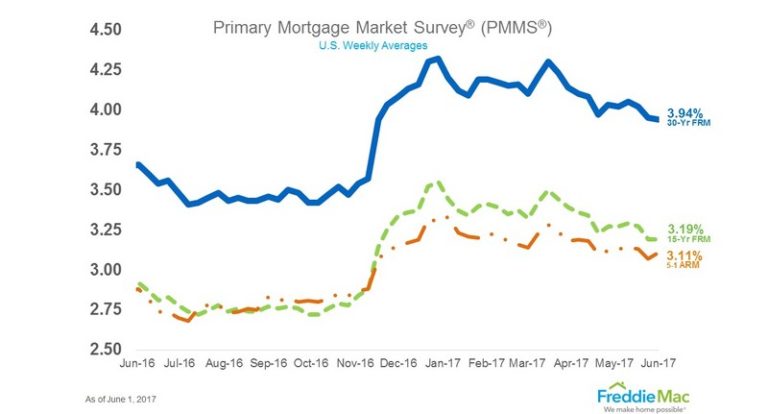 Primary Mortgage Market Survey® (PMMS®)
U.S. Weekly Averages
4.50
4.25
4.00
3.75
3.50
3.25
3.00
2.75
2.50
3.94%
30-Yr FRM
3.19%
15-Yr FRM
3.11%
5-1 ARM
Jun-16 Jul-16 Aug-16 Sep-16 Oct-16 Nov-16 Dec-16 Jan-17 Feb-17 Mar-17 Apr-17 May-17 Jun-17
As of June 1, 2017
FreddieMac
We make home possible®